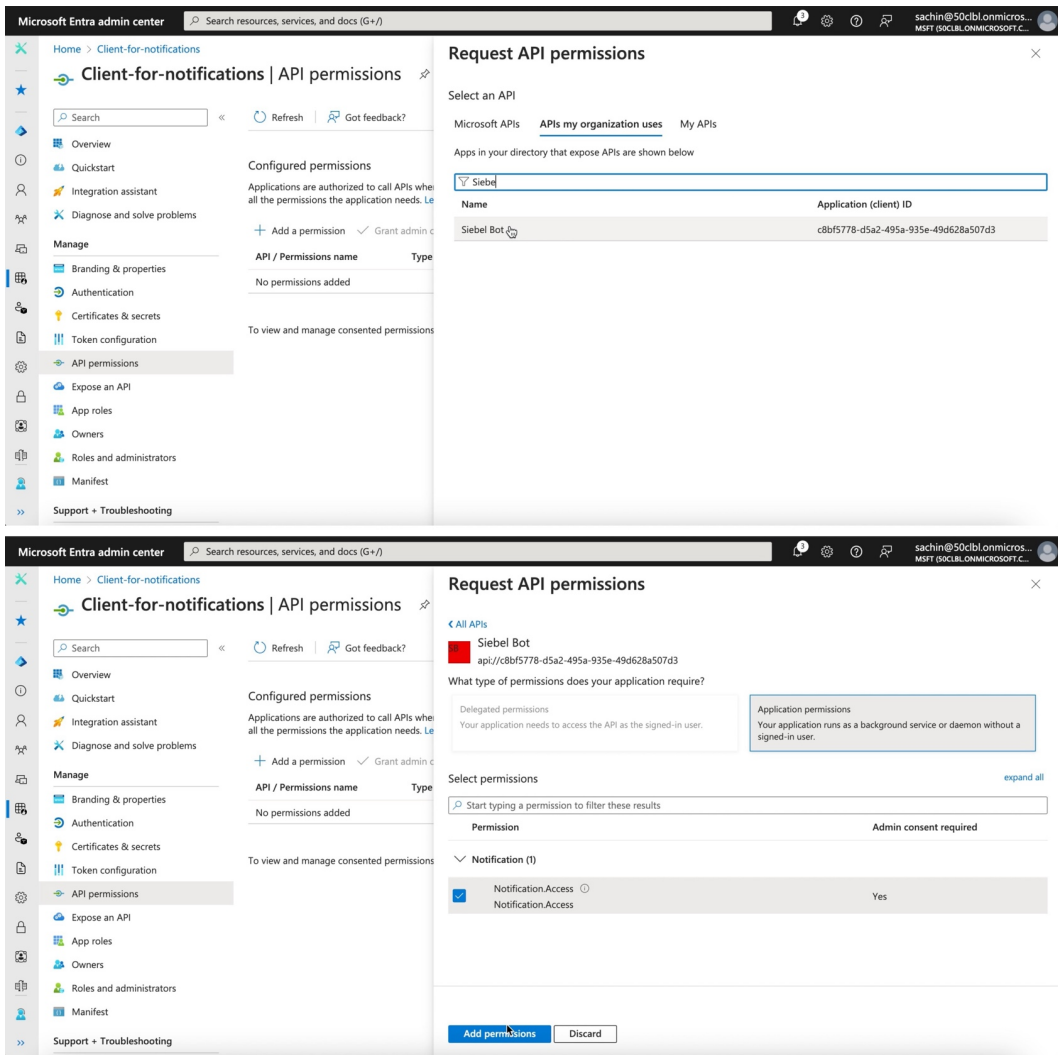 Microsoft Entra admin center
Search resources, services, and docs (G+/)
3
sachin@50clbl.onmicros...
MSFT (50CLBL.ONMICROSOFT.C...
Home > Client-for-notifications
Client-for-notifications | API permissions
Search
«
Overview
Quickstart
Integration assistant
Diagnose and solve problems
Manage
Branding & properties
Authentication
Certificates & secrets
Token configuration
API permissions
Expose an API
App roles
Owners
Roles and administrators
Manifest
Support + Troubleshooting
»
Refresh
Got feedback?
Configured permissions
Applications are authorized to call APIs whe
all the permissions the application needs. Le
+ Add a permission
Grant admin c
API / Permissions name Type
No permissions added
To view and manage consented permissions
Request API permissions
Select an API
Microsoft APIs APIs my organization uses My APIs
Apps in your directory that expose APIs are shown below
Siebe
Name Application (client) ID
Siebel Bot c8bf5778-d5a2-495a-935e-49d628a507d3
Microsoft Entra admin center
Search resources, services, and docs (G+/)
3
sachin@50clbl.onmicros...
MSFT (50CLBL.ONMICROSOFT.C...
Home > Client-for-notifications
Client-for-notifications | API permissions
Search
«
Overview
Quickstart
Integration assistant
Diagnose and solve problems
Manage
Branding & properties
Authentication
Certificates & secrets
Token configuration
API permissions
Expose an API
App roles
Owners
Roles and administrators
Manifest
Support + Troubleshooting
»
Refresh
Got feedback?
Configured permissions
Applications are authorized to call APIs whe
all the permissions the application needs. Le
+ Add a permission
Grant admin c
API / Permissions name Type
No permissions added
To view and manage consented permissions
Request API permissions
All APIs
SB
Siebel Bot
api://c8bf5778-d5a2-495a-935e-49d628a507d3
What type of permissions does your application require?
Delegated permissions
Your application needs to access the API as the signed-in user.
Application permissions
Your application runs as a background service or daemon without a
signed-in user.
Select permissions
expand all
Start typing a permission to filter these results
Permission Admin consent required
Notification (1)
Notification.Access
Notification.Access
Yes
Add permissions
Discard